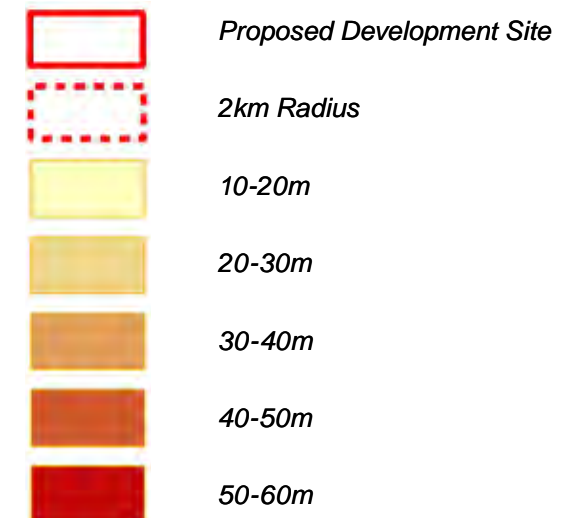 Proposed Development Site
2km Radius
10-20m
20-30m
30-40m
40-50m
50-60m